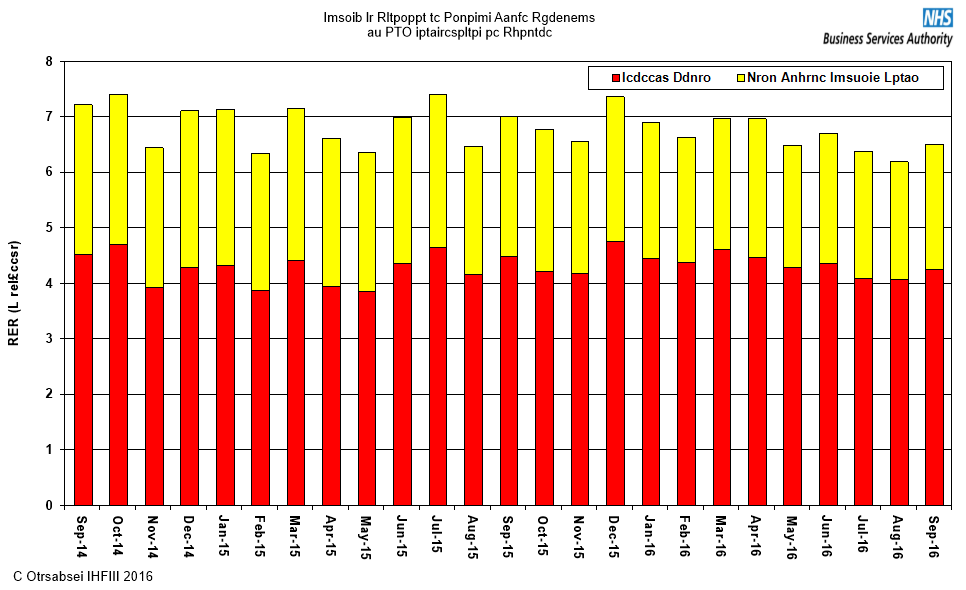 Imsoib Ir Rltpoppt tc Ponpimi Aanfc Rgdenems
au PTO iptaircspltpi pc Rhpntdc
NHS
Business Services Authority
Icdccas Ddnro
Nron Anhrnc Imsuoie Lptao
RER (L rel£cosr)
8
7
6
5
4
3
2
1
0
Sep-14
Oct-14
Nov-14
Dec-14
Jan-15
Feb-15
Mar-15
Apr-15
May-15
Jun-15
Jul-15
Aug-15
Sep-15
Oct-15
Nov-15
Dec-15
Jan-16
Feb-16
Mar-16
Apr-16
May-16
Jun-16
Jul-16
Aug-16
Sep-16
C Otrsabsei IHFIII 2016